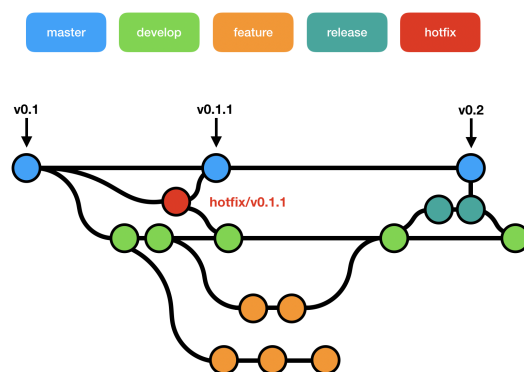 master
develop
feature
release
hotfix
v0.1
v0.1.1
v0.2
hotfix/v0.1.1